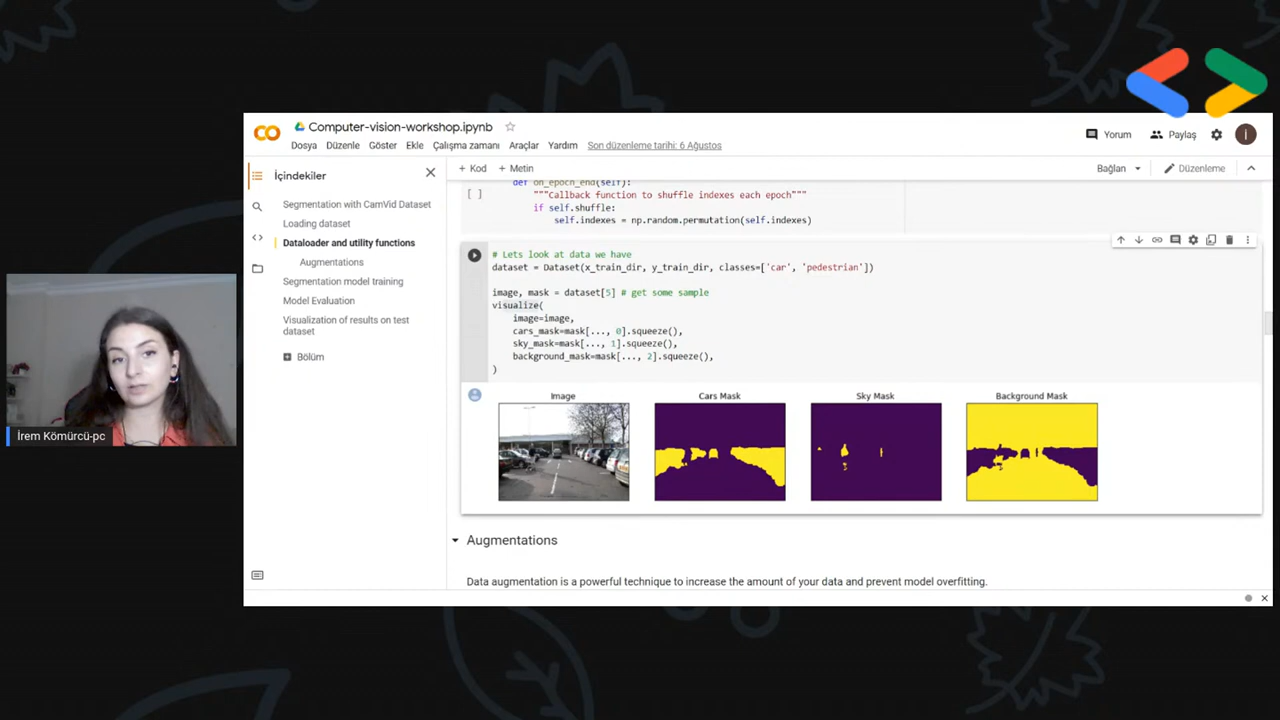 Computer-vision-workshop.ipynb
Dosya Düzenle Göster Ekle Çalışma zamanı Araçlar Yardım Son düzenleme tarihi: 6 Ağustos
Yorum Paylaş i
İçindekiler
Segmentation with CamVid Dataset
Loading dataset
Dataloader and utility functions
Augmentations
Segmentation model training
Model Evaluation
Visualization of results on test
dataset
Bölüm
+ Kod + Metin
Bağlan Düzenleme
def on_epoch_end(self):
[ ] """Callback function to shuffle indexes each epoch"""
if self.shuffle:
self.indexes = np.random.permutation(self.indexes)
# Lets look at data we have
dataset = Dataset(x_train_dir, y_train_dir, classes=['car', 'pedestrian'])
image, mask = dataset[5] # get some sample
visualize(
image=image,
cars_mask=mask[..., 0].squeeze(),
sky_mask=mask[..., 1].squeeze(),
background_mask=mask[..., 2].squeeze(),
)
Image Cars Mask Sky Mask Background Mask
Augmentations
Data augmentation is a powerful technique to increase the amount of your data and prevent model overfitting.
İrem Kömürcü-pc